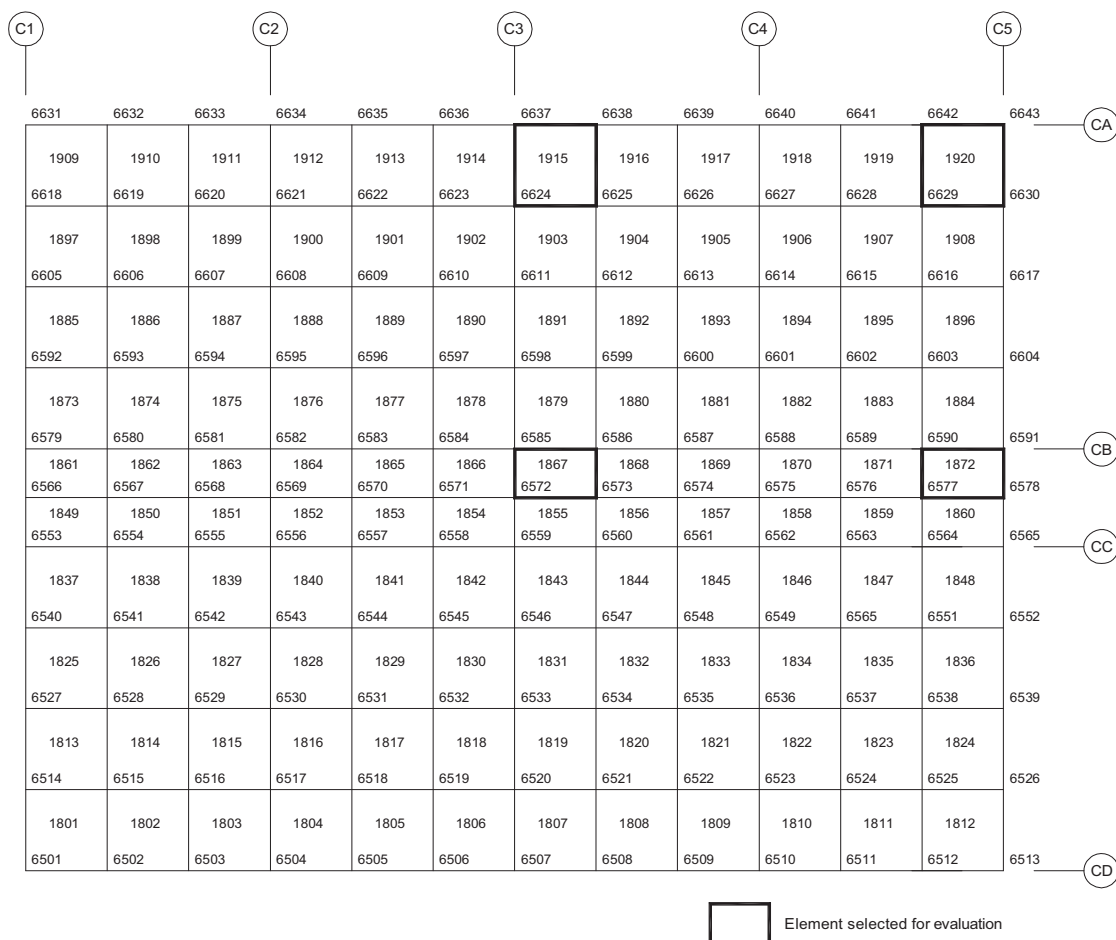 C1 C2 C3 C4 C5
6631 6632 6633 6634 6635 6636 6637 6638 6639 6640 6641 6642 6643
CA
1909 1910 1911 1912 1913 1914 1915 1916 1917 1918 1919 1920
6618 6619 6620 6621 6622 6623 6624 6625 6626 6627 6628 6629 6630
1897 1898 1899 1900 1901 1902 1903 1904 1905 1906 1907 1908
6605 6606 6607 6608 6609 6610 6611 6612 6613 6614 6615 6616 6617
1885 1886 1887 1888 1889 1890 1891 1892 1893 1894 1895 1896
6592 6593 6594 6595 6596 6597 6598 6599 6600 6601 6602 6603 6604
1873 1874 1875 1876 1877 1878 1879 1880 1881 1882 1883 1884
6579 6580 6581 6582 6583 6584 6585 6586 6587 6588 6589 6590 6591
CB
1861 1862 1863 1864 1865 1866 1867 1868 1869 1870 1871 1872
6566 6567 6568 6569 6570 6571 6572 6573 6574 6575 6576 6577 6578
1849 1850 1851 1852 1853 1854 1855 1856 1857 1858 1859 1860
6553 6554 6555 6556 6557 6558 6559 6560 6561 6562 6563 6564 6565
CC
1837 1838 1839 1840 1841 1842 1843 1844 1845 1846 1847 1848
6540 6541 6542 6543 6544 6545 6546 6547 6548 6549 6565 6551 6552
1825 1826 1827 1828 1829 1830 1831 1832 1833 1834 1835 1836
6527 6528 6529 6530 6531 6532 6533 6534 6535 6536 6537 6538 6539
1813 1814 1815 1816 1817 1818 1819 1820 1821 1822 1823 1824
6514 6515 6516 6517 6518 6519 6520 6521 6522 6523 6524 6525 6526
1801 1802 1803 1804 1805 1806 1807 1808 1809 1810 1811 1812
6501 6502 6503 6504 6505 6506 6507 6508 6509 6510 6511 6512 6513
CD
Element selected for evaluation